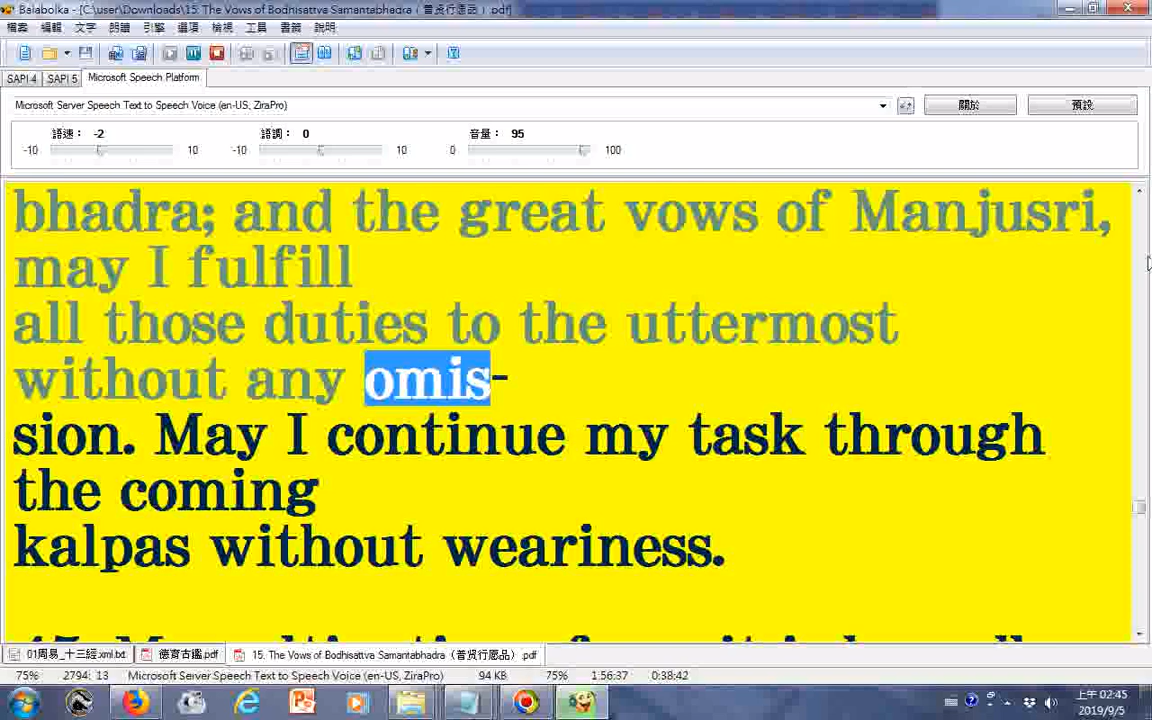 Balabolka - [C:\user\Downloads\15. The Vows of Bodhisattva Samantabhadra（普賢行愿品）.pdf]
檔案 編輯 文字 朗讀 引擎 選項 檢視 工具 書籤 說明
SAPI 4 SAPI 5 Microsoft Speech Platform
Microsoft Server Speech Text to Speech Voice (en-US, ZiraPro) 關於 預設
語速： -2 語調： 0 音量： 95
-10 10 -10 10 0 100
bhadra; and the great vows of Manjusri,
may I fulfill
all those duties to the uttermost
without any omis-
sion. May I continue my task through
the coming
kalpas without weariness.
01周易_十三經.xml.txt 德育古鑑.pdf 15. The Vows of Bodhisattva Samantabhadra（普賢行愿品）.pdf
75% 2794: 13 Microsoft Server Speech Text to Speech Voice (en-US, ZiraPro) 94 KB 75% 1:56:37 0:38:42
上午 02:45
2019/9/5